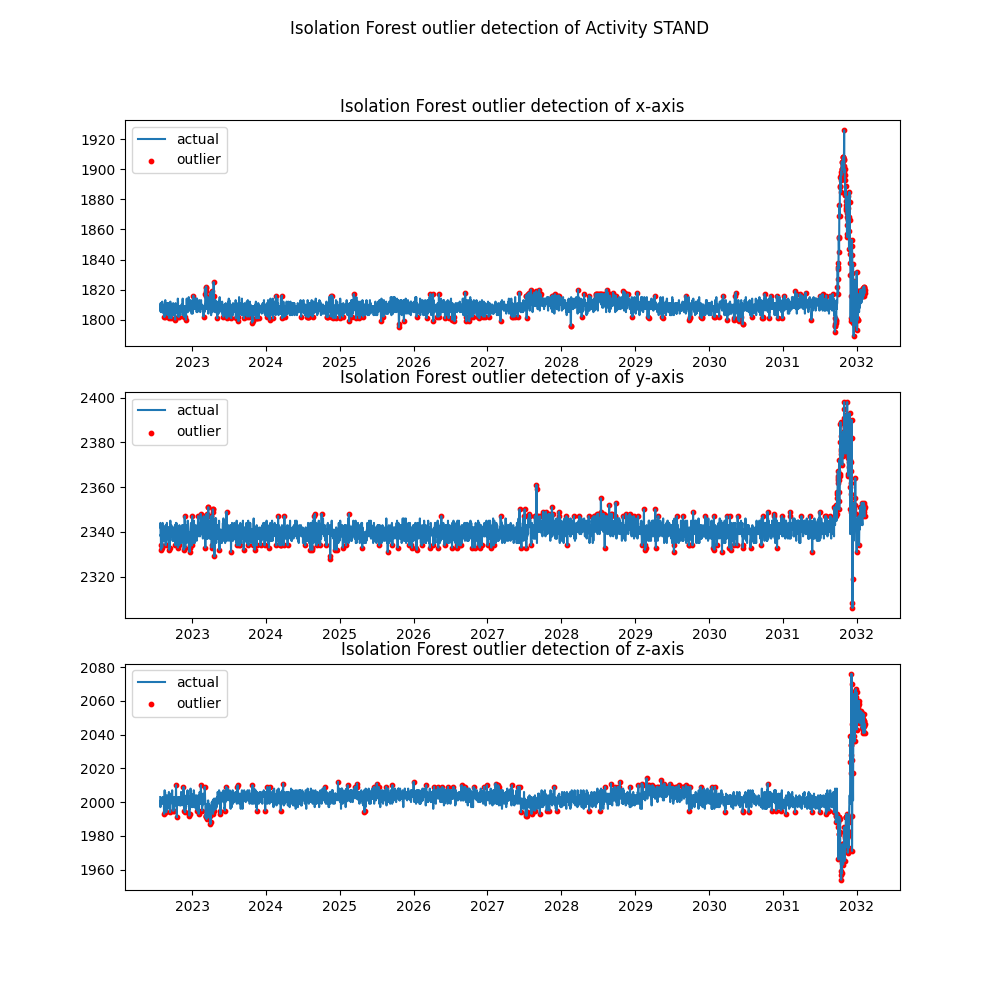 Isolation Forest outlier detection of Activity STAND
Isolation Forest outlier detection of x-axis
actual
outlier
1920
1900
1880
1860
1840
1820
1800
2023 2024 2025 2026 2027 2028 2029 2030 2031 2032
Isolation Forest outlier detection of y-axis
actual
outlier
2400
2380
2360
2340
2320
2023 2024 2025 2026 2027 2028 2029 2030 2031 2032
Isolation Forest outlier detection of z-axis
actual
outlier
2080
2060
2040
2020
2000
1980
1960
2023 2024 2025 2026 2027 2028 2029 2030 2031 2032